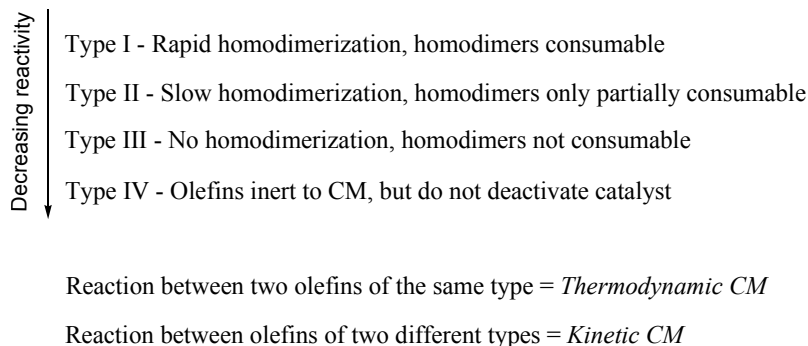 Decreasing reactivity
Type I - Rapid homodimerization, homodimers consumable
Type II - Slow homodimerization, homodimers only partially consumable
Type III - No homodimerization, homodimers not consumable
Type IV - Olefins inert to CM, but do not deactivate catalyst
Reaction between two olefins of the same type = Thermodynamic CM
Reaction between olefins of two different types = Kinetic CM